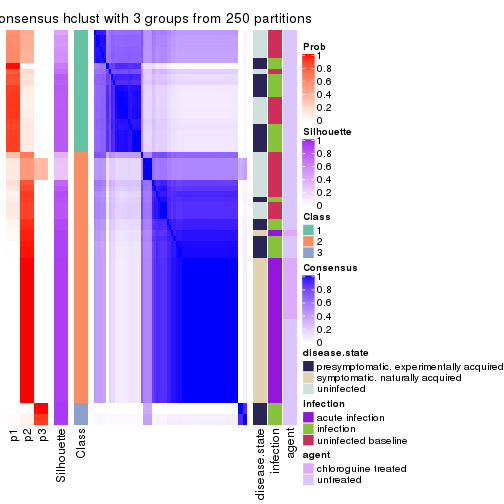 onsensus hclust with 3 groups from 250 partitions
Prob
1
0.8
0.6
0.4
0.2
0
Silhouette
1
0.8
0.6
0.4
0.2
0
Class
1
2
3
Consensus
1
0.8
0.6
0.4
0.2
0
disease.state
presymptomatic, experimentally acquired
symptomatic, naturally acquired
uninfected
infection
acute infection
infection
uninfected baseline
agent
chloroquine treated
untreated
p1
p2
p3
Silhouette
Class
disease.state
infection
agent